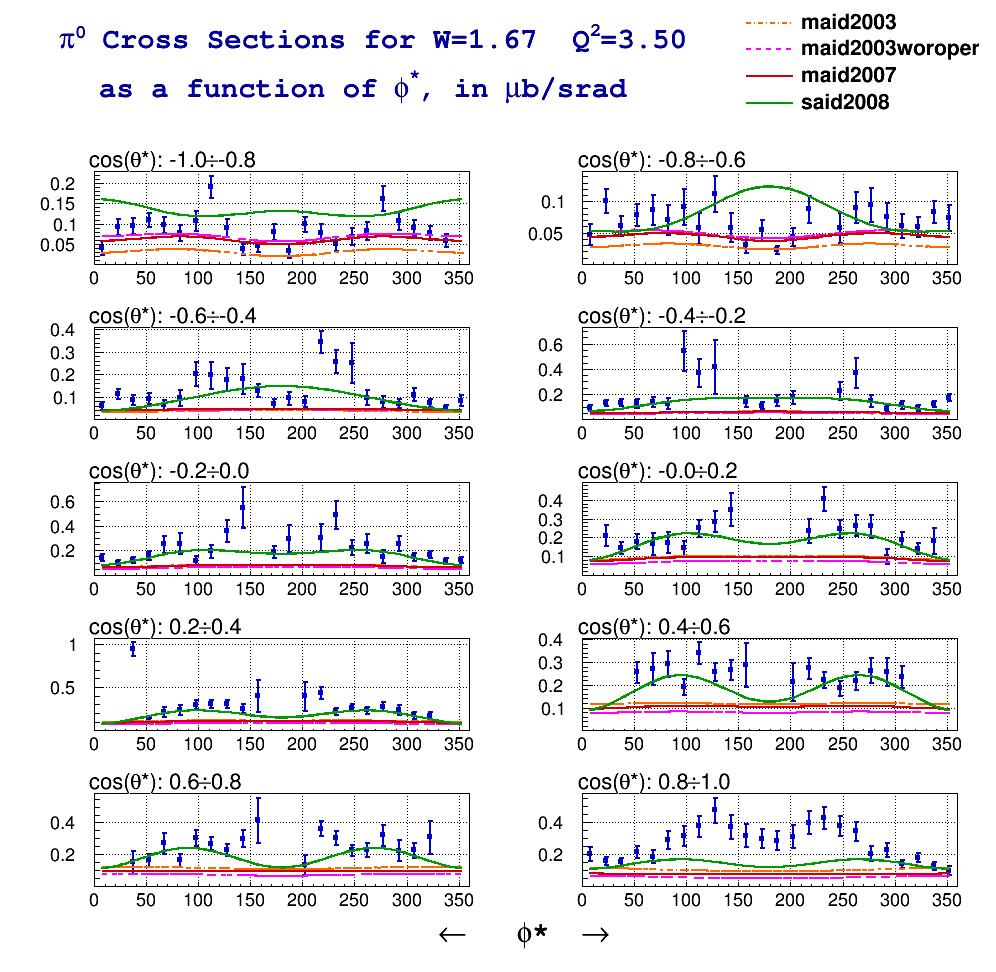 π⁰ Cross Sections for W=1.67 Q²=3.50
as a function of ϕ*, in μb/srad
maid2003
maid2003woroper
maid2007
said2008
cos(θ*): -1.0÷-0.8
0.2
0.15
0.1
0.05
0 50 100 150 200 250 300 350
cos(θ*): -0.8÷-0.6
0.1
0.05
0 50 100 150 200 250 300 350
cos(θ*): -0.6÷-0.4
0.4
0.3
0.2
0.1
0 50 100 150 200 250 300 350
cos(θ*): -0.4÷-0.2
0.6
0.4
0.2
0 50 100 150 200 250 300 350
cos(θ*): -0.2÷0.0
0.6
0.4
0.2
0 50 100 150 200 250 300 350
cos(θ*): -0.0÷0.2
0.4
0.3
0.2
0.1
0 50 100 150 200 250 300 350
cos(θ*): 0.2÷0.4
1
0.5
0 50 100 150 200 250 300 350
cos(θ*): 0.4÷0.6
0.4
0.3
0.2
0.1
0 50 100 150 200 250 300 350
cos(θ*): 0.6÷0.8
0.4
0.2
0 50 100 150 200 250 300 350
cos(θ*): 0.8÷1.0
0.4
0.2
0 50 100 150 200 250 300 350
← ϕ* →